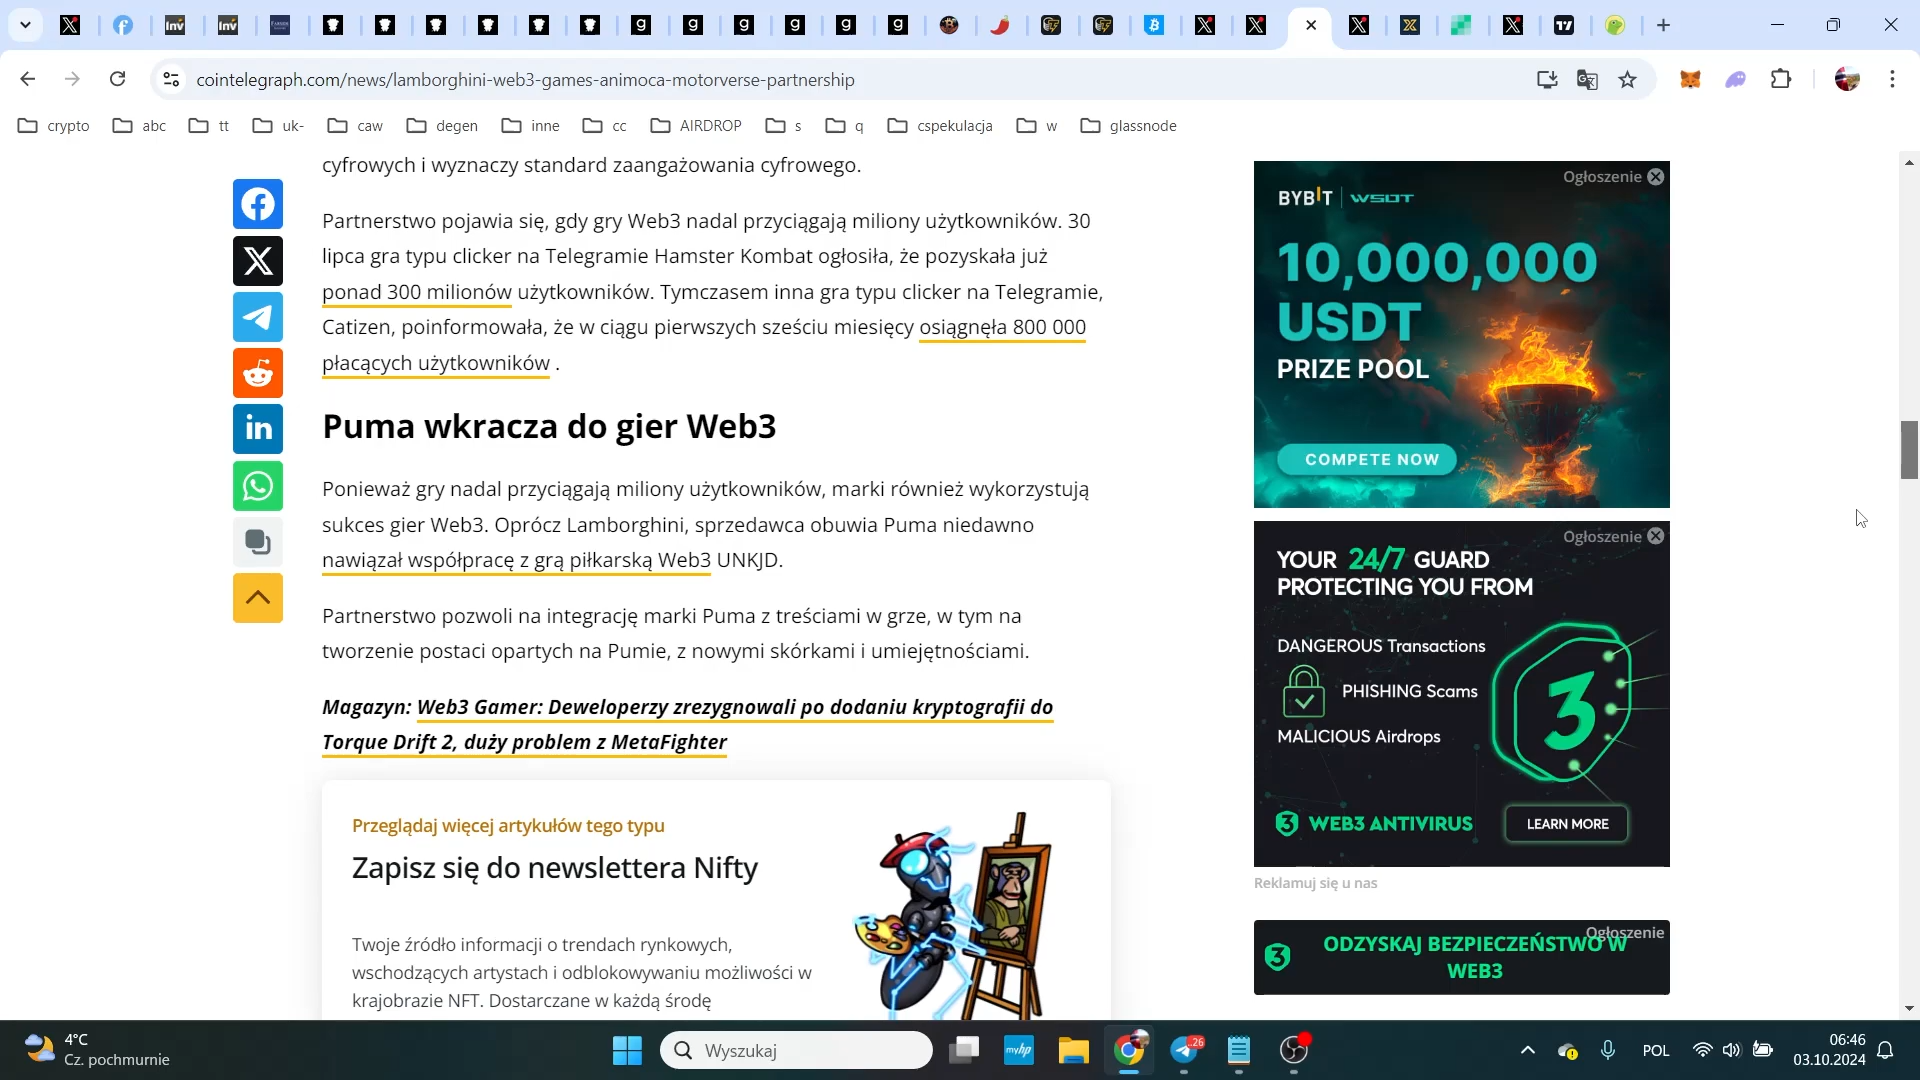 cointelegraph.com/news/lamborghini-web3-games-animoca-motorverse-partnership
crypto
abc
tt
uk-
caw
degen
inne
cc
AIRDROP
s
q
cspekulacja
w
glassnode
cyfrowych i wyznaczy standard zaangażowania cyfrowego.
Partnerstwo pojawia się, gdy gry Web3 nadal przyciągają miliony użytkowników. 30
lipca gra typu clicker na Telegramie Hamster Kombat ogłosiła, że pozyskała już
ponad 300 milionów użytkowników. Tymczasem inna gra typu clicker na Telegramie,
Catizen, poinformowała, że w ciągu pierwszych sześciu miesięcy osiągnęła 800 000
płacących użytkowników .
Puma wkracza do gier Web3
Ponieważ gry nadal przyciągają miliony użytkowników, marki również wykorzystują
sukces gier Web3. Oprócz Lamborghini, sprzedawca obuwia Puma niedawno
nawiązał współpracę z grą piłkarską Web3 UNKJD.
Partnerstwo pozwoli na integrację marki Puma z treściami w grze, w tym na
tworzenie postaci opartych na Pumie, z nowymi skórkami i umiejętnościami.
Magazyn: Web3 Gamer: Deweloperzy zrezygnowali po dodaniu kryptografii do
Torque Drift 2, duży problem z MetaFighter
Przeglądaj więcej artykułów tego typu
Zapisz się do newslettera Nifty
Twoje źródło informacji o trendach rynkowych,
wschodzących artystach i odblokowywaniu możliwości w
krajobrazie NFT. Dostarczane w każdą środę
Ogłoszenie
BYBIT | WSOT
10,000,000
USDT
PRIZE POOL
COMPETE NOW
Ogłoszenie
YOUR 24/7 GUARD
PROTECTING YOU FROM
DANGEROUS Transactions
PHISHING Scams
MALICIOUS Airdrops
3
3 WEB3 ANTIVIRUS
LEARN MORE
Reklamuj się u nas
Ogłoszenie
3
ODZYSKAJ BEZPIECZEŃSTWO W
WEB3
4°C
Cz. pochmurnie
Wyszukaj
myhp
26
POL
06:46
03.10.2024